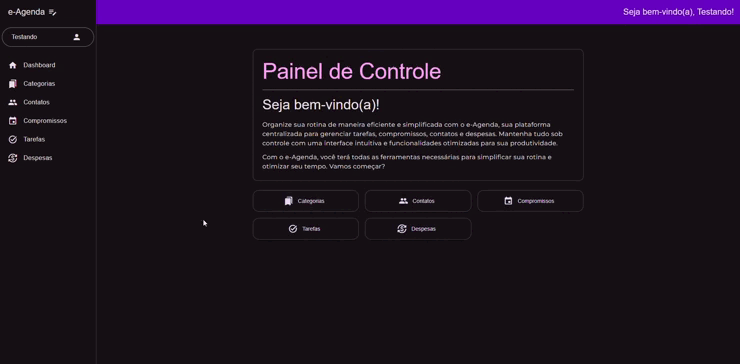 e-Agenda
Seja bem-vindo(a), Testando!
Testando
Dashboard
Categorias
Contatos
Compromissos
Tarefas
Despesas
Painel de Controle
Seja bem-vindo(a)!
Organize sua rotina de maneira eficiente e simplificada com o e-Agenda, sua plataforma
centralizada para gerenciar tarefas, compromissos, contatos e despesas. Mantenha tudo sob
controle com uma interface intuitiva e funcionalidades otimizadas para sua produtividade.
Com o e-Agenda, você terá todas as ferramentas necessárias para simplificar sua rotina e
otimizar seu tempo. Vamos começar?
Categorias
Contatos
Compromissos
Tarefas
Despesas